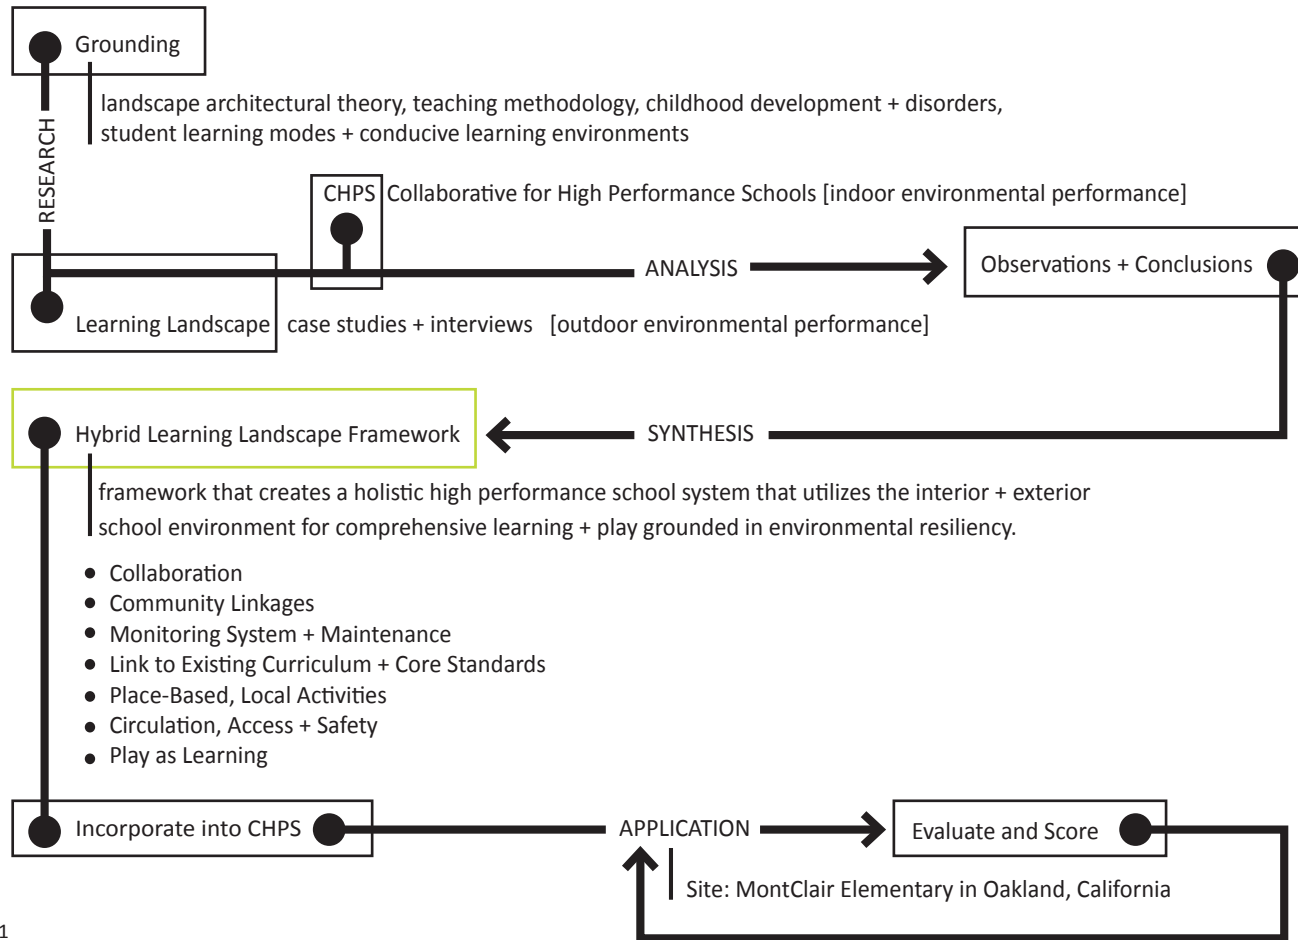 Grounding
landscape architectural theory, teaching methodology, childhood development + disorders,
student learning modes + conducive learning environments
RESEARCH
CHPS Collaborative for High Performance Schools [indoor environmental performance]
ANALYSIS
Observations + Conclusions
Learning Landscape case studies + interviews [outdoor environmental performance]
Hybrid Learning Landscape Framework
SYNTHESIS
framework that creates a holistic high performance school system that utilizes the interior + exterior
school environment for comprehensive learning + play grounded in environmental resiliency.
• Collaboration
• Community Linkages
• Monitoring System + Maintenance
• Link to Existing Curriculum + Core Standards
• Place-Based, Local Activities
• Circulation, Access + Safety
• Play as Learning
Incorporate into CHPS
APPLICATION
Evaluate and Score
Site: MontClair Elementary in Oakland, California
1